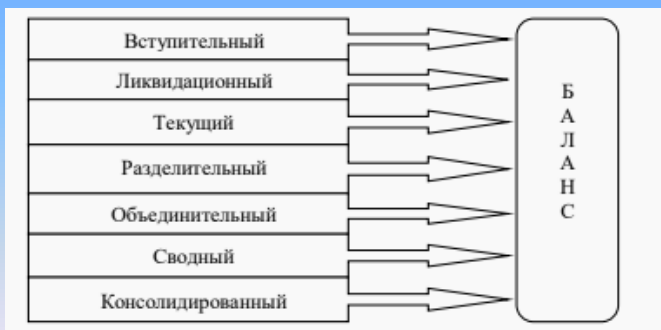 Вступительный
Ликвидационный
Текущий
Разделительный
Объединительный
Сводный
Консолидированный
Б
А
Л
А
Н
С